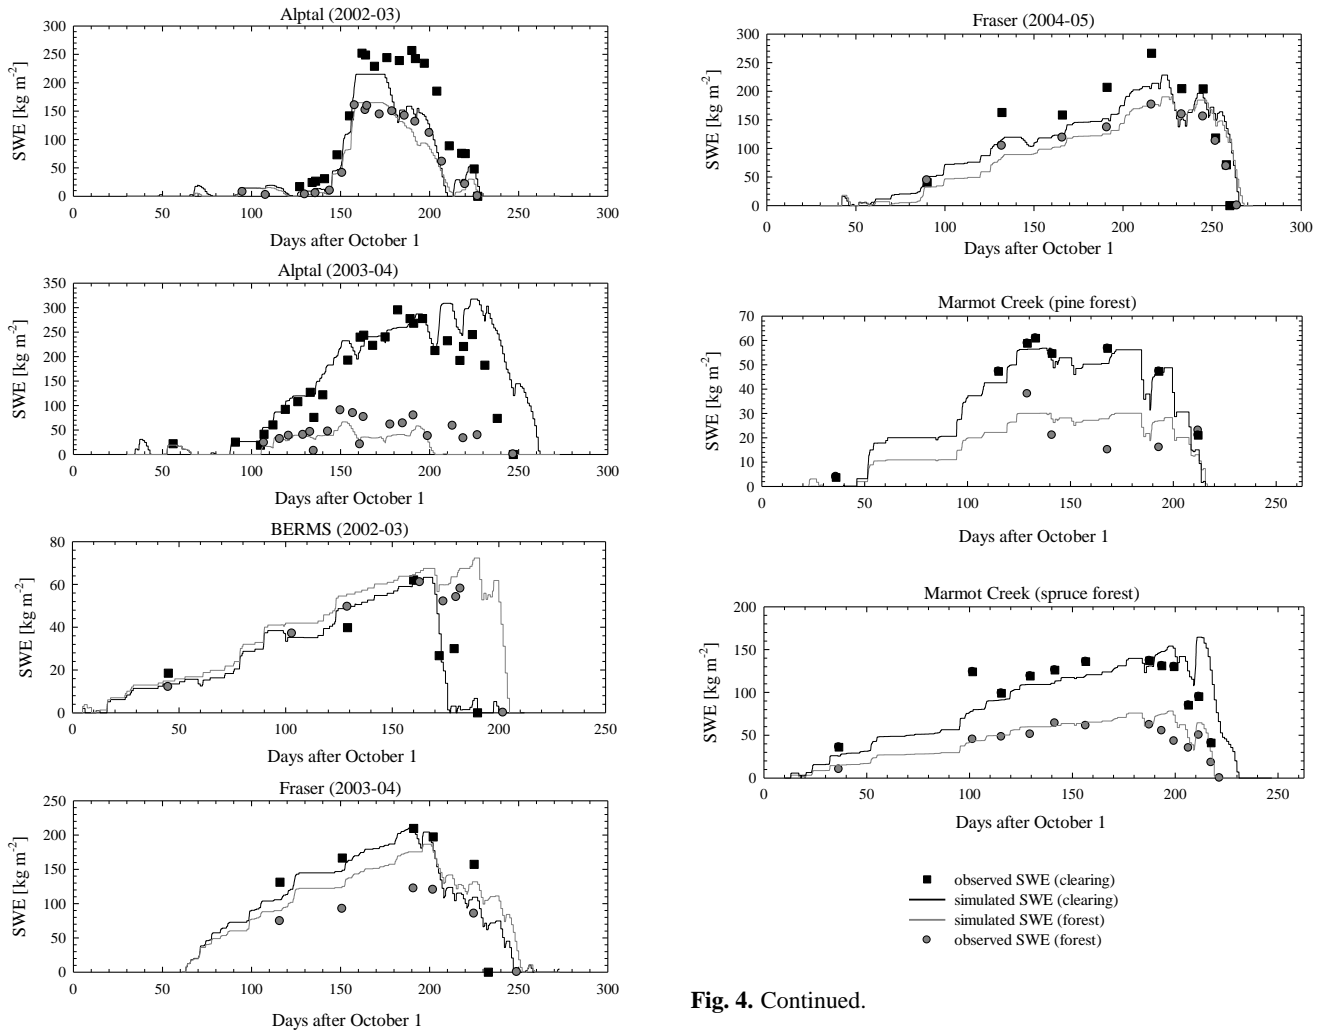 Alptal (2002-03)
300
250
200
150
100
50
0
SWE [kg m-2]
0 50 100 150 200 250 300
Days after October 1
Alptal (2003-04)
350
300
250
200
150
100
50
0
SWE [kg m-2]
0 50 100 150 200 250 300
Days after October 1
BERMS (2002-03)
80
60
40
20
0
SWE [kg m-2]
0 50 100 150 200 250
Days after October 1
Fraser (2003-04)
250
200
150
100
50
0
SWE [kg m-2]
0 50 100 150 200 250 300
Days after October 1
Fraser (2004-05)
300
250
200
150
100
50
0
SWE [kg m-2]
0 50 100 150 200 250 300
Days after October 1
Marmot Creek (pine forest)
70
60
50
40
30
20
10
0
SWE [kg m-2]
0 50 100 150 200 250
Days after October 1
Marmot Creek (spruce forest)
200
150
100
50
0
SWE [kg m-2]
0 50 100 150 200 250
Days after October 1
observed SWE (clearing)
simulated SWE (clearing)
simulated SWE (forest)
observed SWE (forest)
Fig. 4. Continued.